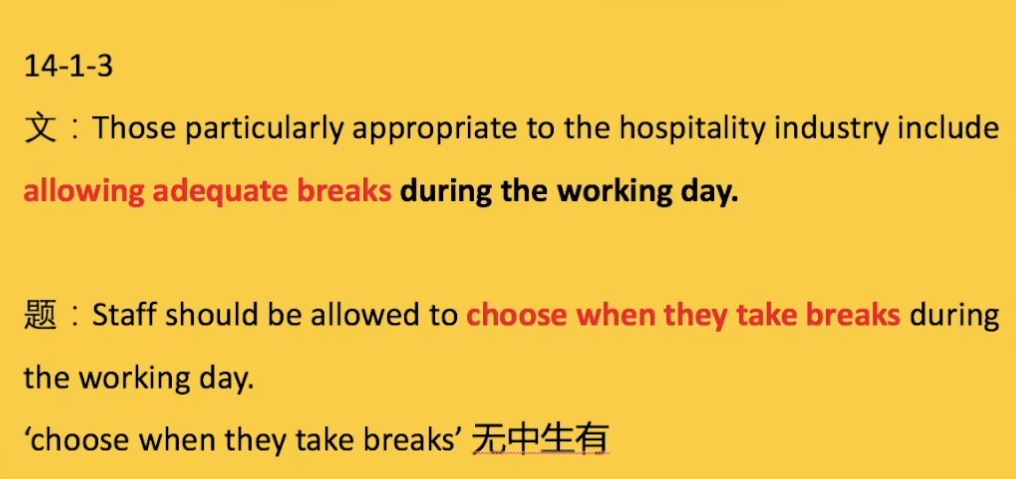 14-1-3
文：Those particularly appropriate to the hospitality industry include
allowing adequate breaks during the working day.
题：Staff should be allowed to choose when they take breaks during
the working day.
‘choose when they take breaks’ 无中生有